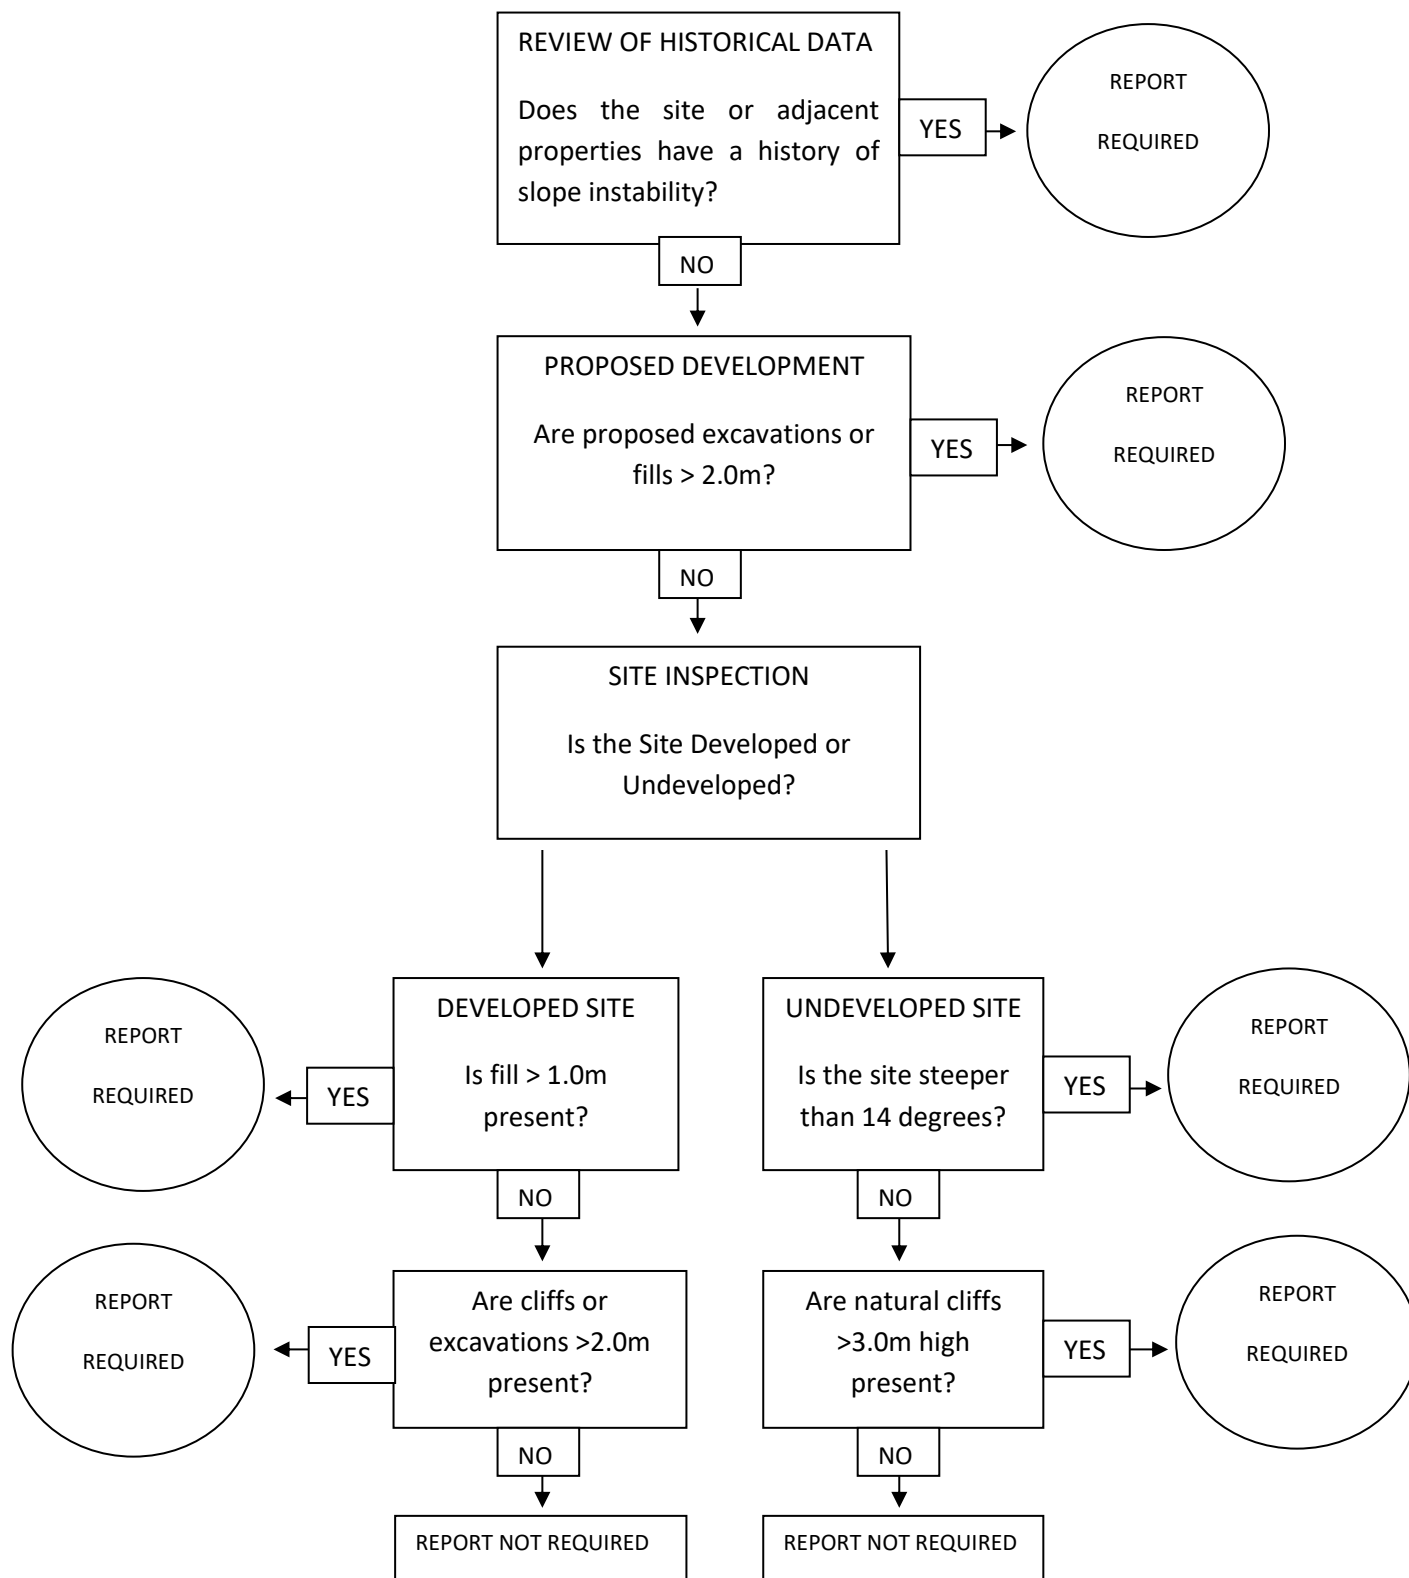 REVIEW OF HISTORICAL DATA
Does the site or adjacent
properties have a history of
slope instability?
YES
REPORT
REQUIRED
NO
PROPOSED DEVELOPMENT
Are proposed excavations or
fills > 2.0m?
YES
REPORT
REQUIRED
NO
SITE INSPECTION
Is the Site Developed or
Undeveloped?
DEVELOPED SITE
Is fill > 1.0m
present?
YES
REPORT
REQUIRED
NO
Are cliffs or
excavations >2.0m
present?
YES
REPORT
REQUIRED
NO
REPORT NOT REQUIRED
UNDEVELOPED SITE
Is the site steeper
than 14 degrees?
YES
REPORT
REQUIRED
NO
Are natural cliffs
>3.0m high
present?
YES
REPORT
REQUIRED
NO
REPORT NOT REQUIRED